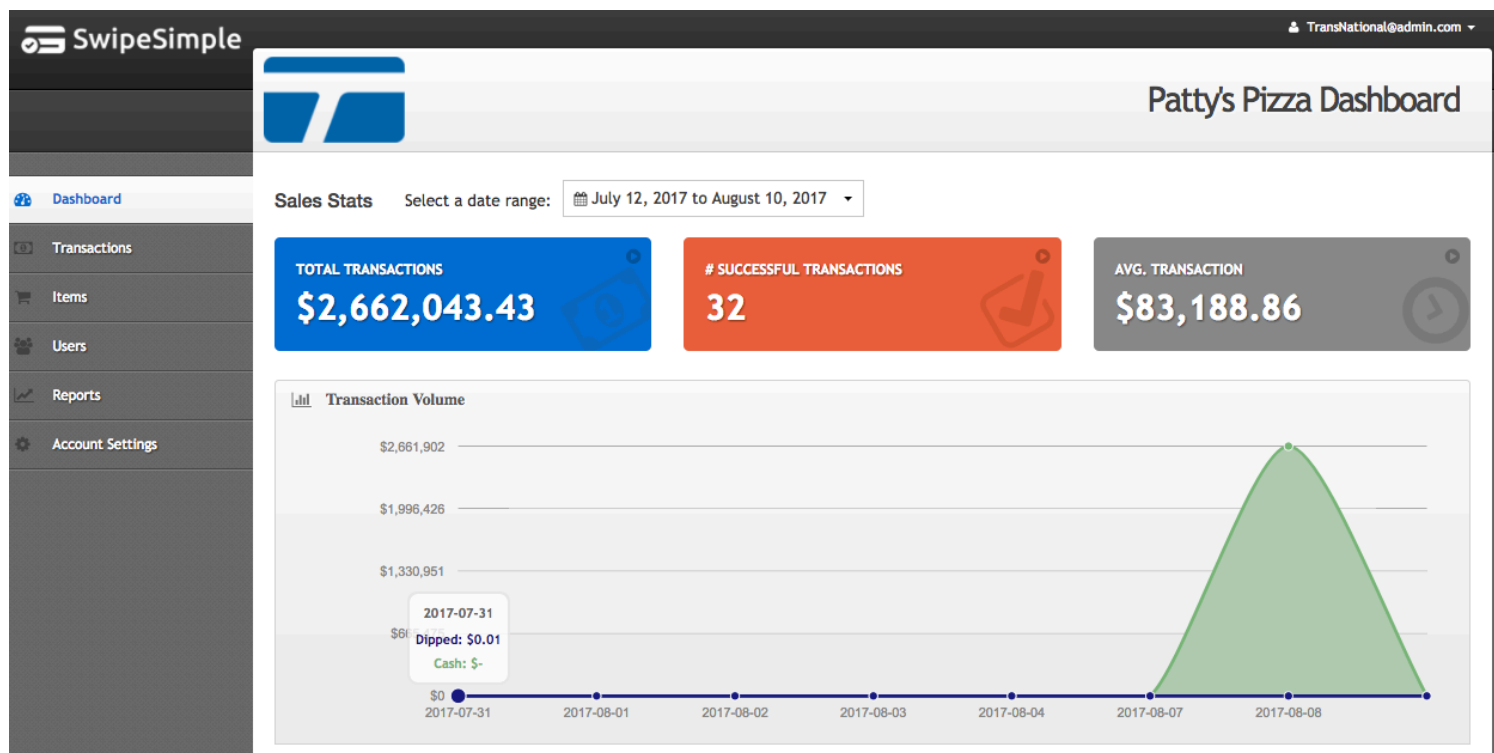 SwipeSimple
TransNational@admin.com
Patty's Pizza Dashboard
Dashboard
Transactions
Items
Users
Reports
Account Settings
Sales Stats Select a date range: July 12, 2017 to August 10, 2017
TOTAL TRANSACTIONS
$2,662,043.43
# SUCCESSFUL TRANSACTIONS
32
AVG. TRANSACTION
$83,188.86
Transaction Volume
$2,661,902
$1,996,426
$1,330,951
2017-07-31
Dipped: $0.01
Cash: $-
$0
2017-07-31 2017-08-01 2017-08-02 2017-08-03 2017-08-04 2017-08-07 2017-08-08